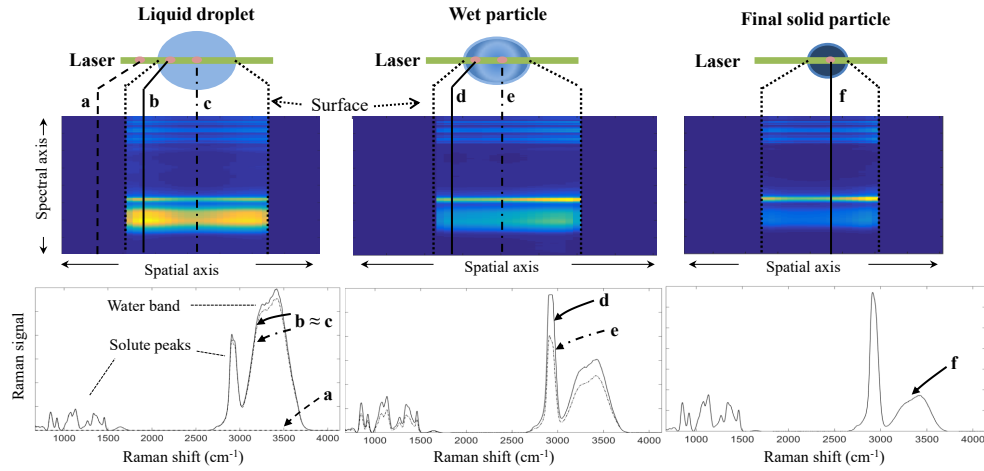 Liquid droplet
Wet particle
Final solid particle
Laser
Laser
Laser
a
b
c
Surface
d
e
f
Spectral axis
Spatial axis
Spatial axis
Spatial axis
Water band
b ≈ c
Solute peaks
a
d
e
f
Raman signal
1000 1500 2000 2500 3000 3500 4000
1000 1500 2000 2500 3000 3500 4000
1000 1500 2000 2500 3000 3500 4000
Raman shift (cm-1)
Raman shift (cm-1)
Raman shift (cm-1)